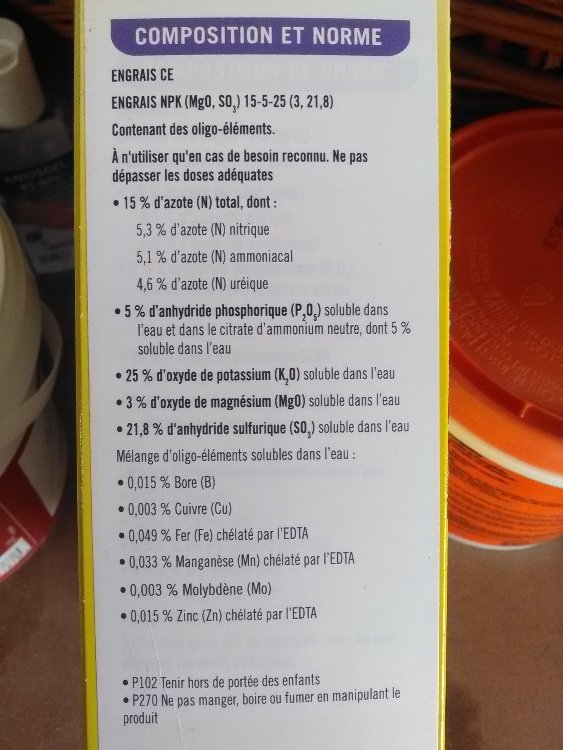 COMPOSITION ET NORME
ENGRAIS CE
ENGRAIS NPK (MgO, SO₃) 15-5-25 (3, 21,8)
Contenant des oligo-éléments.
À n'utiliser qu'en cas de besoin reconnu. Ne pas
dépasser les doses adéquates
• 15 % d'azote (N) total, dont :
5,3 % d'azote (N) nitrique
5,1 % d'azote (N) ammoniacal
4,6 % d'azote (N) uréique
• 5 % d'anhydride phosphorique (P₂O₅) soluble dans
l'eau et dans le citrate d'ammonium neutre, dont 5 %
soluble dans l'eau
• 25 % d'oxyde de potassium (K₂O) soluble dans l'eau
• 3 % d'oxyde de magnésium (MgO) soluble dans l'eau
• 21,8 % d'anhydride sulfurique (SO₃) soluble dans l'eau
Mélange d'oligo-éléments solubles dans l'eau :
• 0,015 % Bore (B)
• 0,003 % Cuivre (Cu)
• 0,049 % Fer (Fe) chélaté par l'EDTA
• 0,033 % Manganèse (Mn) chélaté par l'EDTA
• 0,003 % Molybdène (Mo)
• 0,015 % Zinc (Zn) chélaté par l'EDTA
• P102 Tenir hors de portée des enfants
• P270 Ne pas manger, boire ou fumer en manipulant le
produit